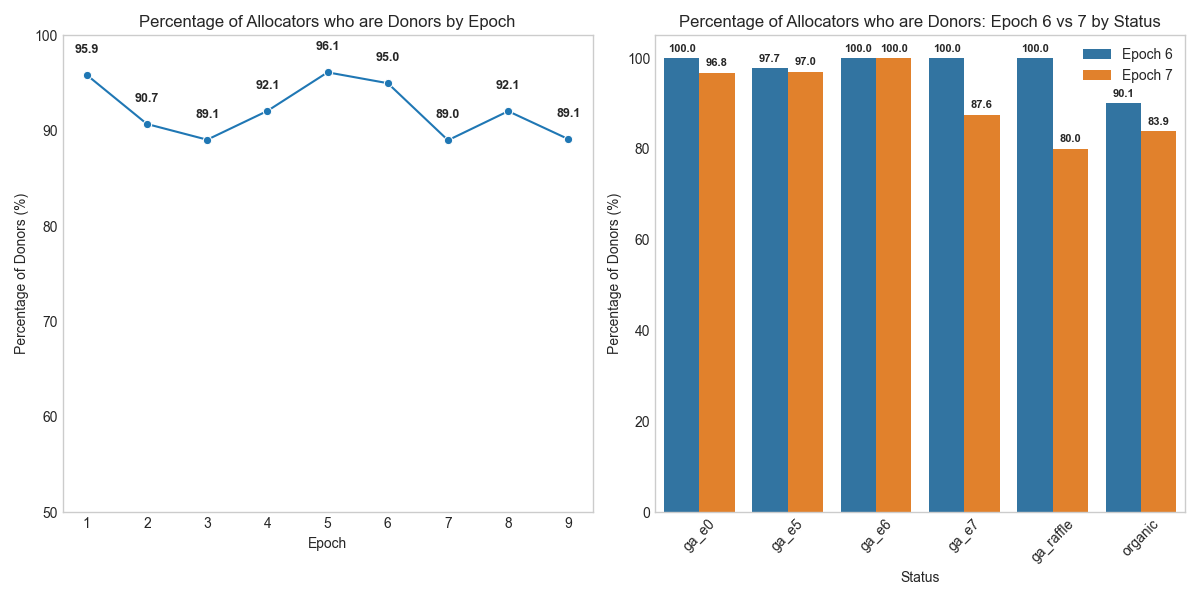 Percentage of Allocators who are Donors by Epoch
Percentage of Donors (%)
100
90
80
70
60
50
95.9
90.7
89.1
92.1
96.1
95.0
89.0
92.1
89.1
1 2 3 4 5 6 7 8 9
Epoch
Percentage of Allocators who are Donors: Epoch 6 vs 7 by Status
Percentage of Donors (%)
100
80
60
40
20
0
Epoch 6
Epoch 7
100.0 96.8
97.7 97.0
100.0 100.0
100.0 87.6
100.0 80.0
90.1 83.9
ga_e0 ga_e5 ga_e6 ga_e7 ga_raffle organic
Status